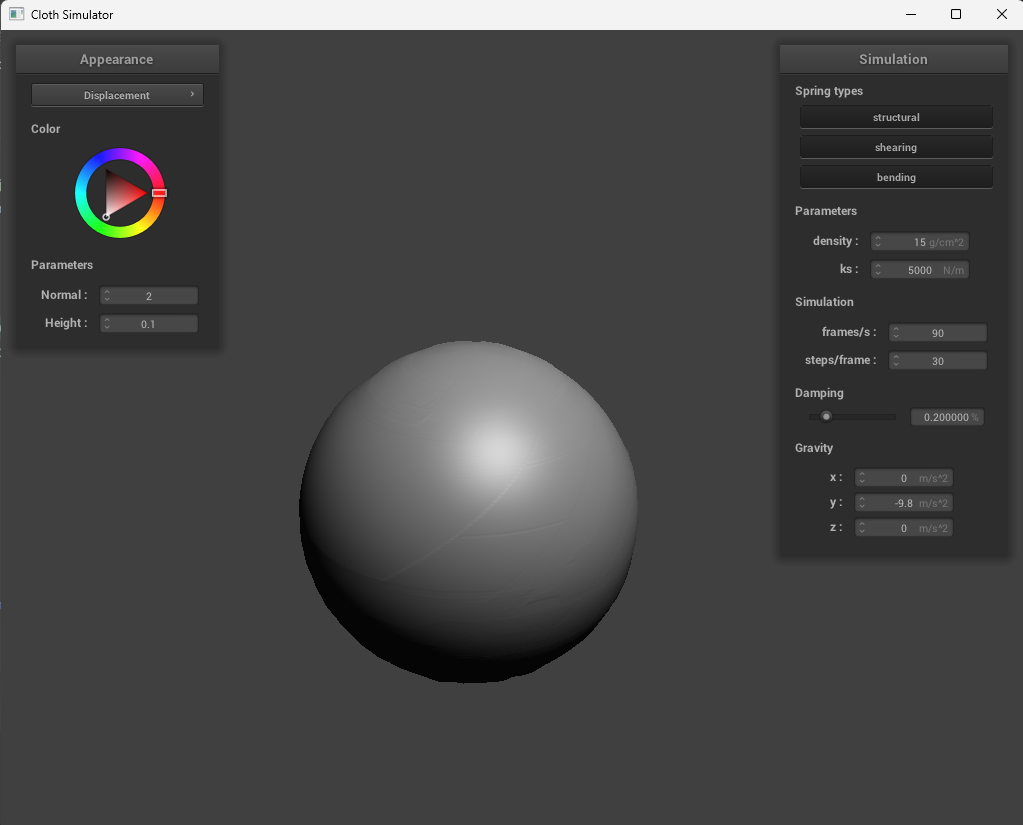 Cloth Simulator
Appearance
Displacement
Color
Parameters
Normal : 2
Height : 0.1
Simulation
Spring types
structural
shearing
bending
Parameters
density : 15 g/cm^2
ks : 5000 N/m
Simulation
frames/s : 90
steps/frame : 30
Damping
0.200000 %
Gravity
x : 0 m/s^2
y : -9.8 m/s^2
z : 0 m/s^2